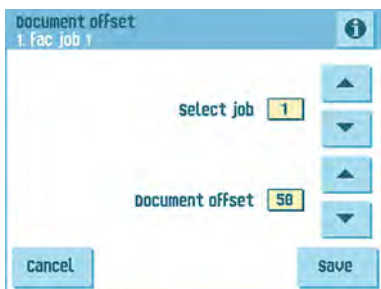 Document offset
1. Fac job 1
Select job 1
Document offset 50
Cancel
Save